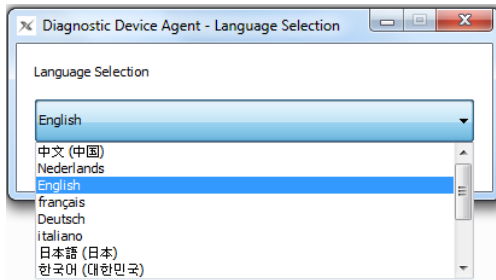 Diagnostic Device Agent - Language Selection
Language Selection
English
中文 (中国)
Nederlands
English
français
Deutsch
italiano
日本語 (日本)
한국어 (대한민국)